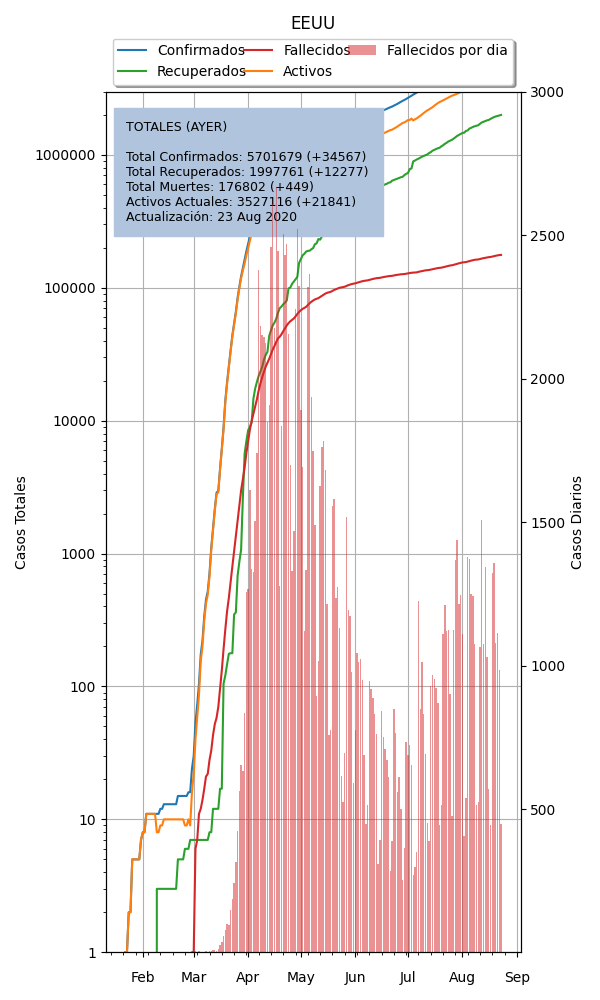 EEUU
Confirmados Fallecidos Fallecidos por dia
Recuperados Activos
TOTALES (AYER)
Total Confirmados: 5701679 (+34567)
Total Recuperados: 1997761 (+12277)
Total Muertes: 176802 (+449)
Activos Actuales: 3527116 (+21841)
Actualización: 23 Aug 2020
Casos Totales
1000000
100000
10000
1000
100
10
1
3000
2500
2000
1500
1000
500
Casos Diarios
Feb Mar Apr May Jun Jul Aug Sep